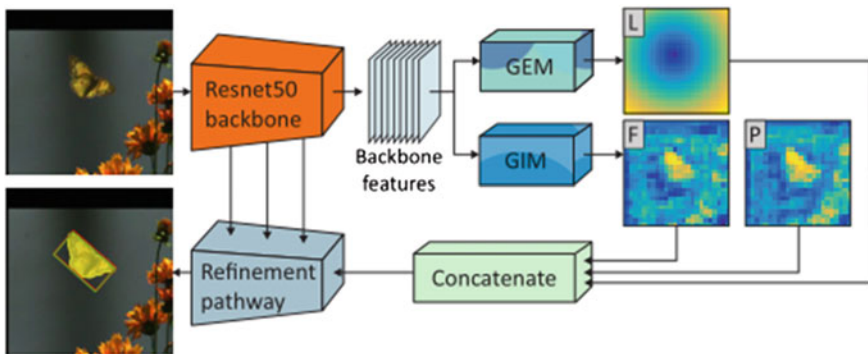 Resnet50
backbone
Backbone
features
GEM
GIM
L
F
P
Refinement
pathway
Concatenate